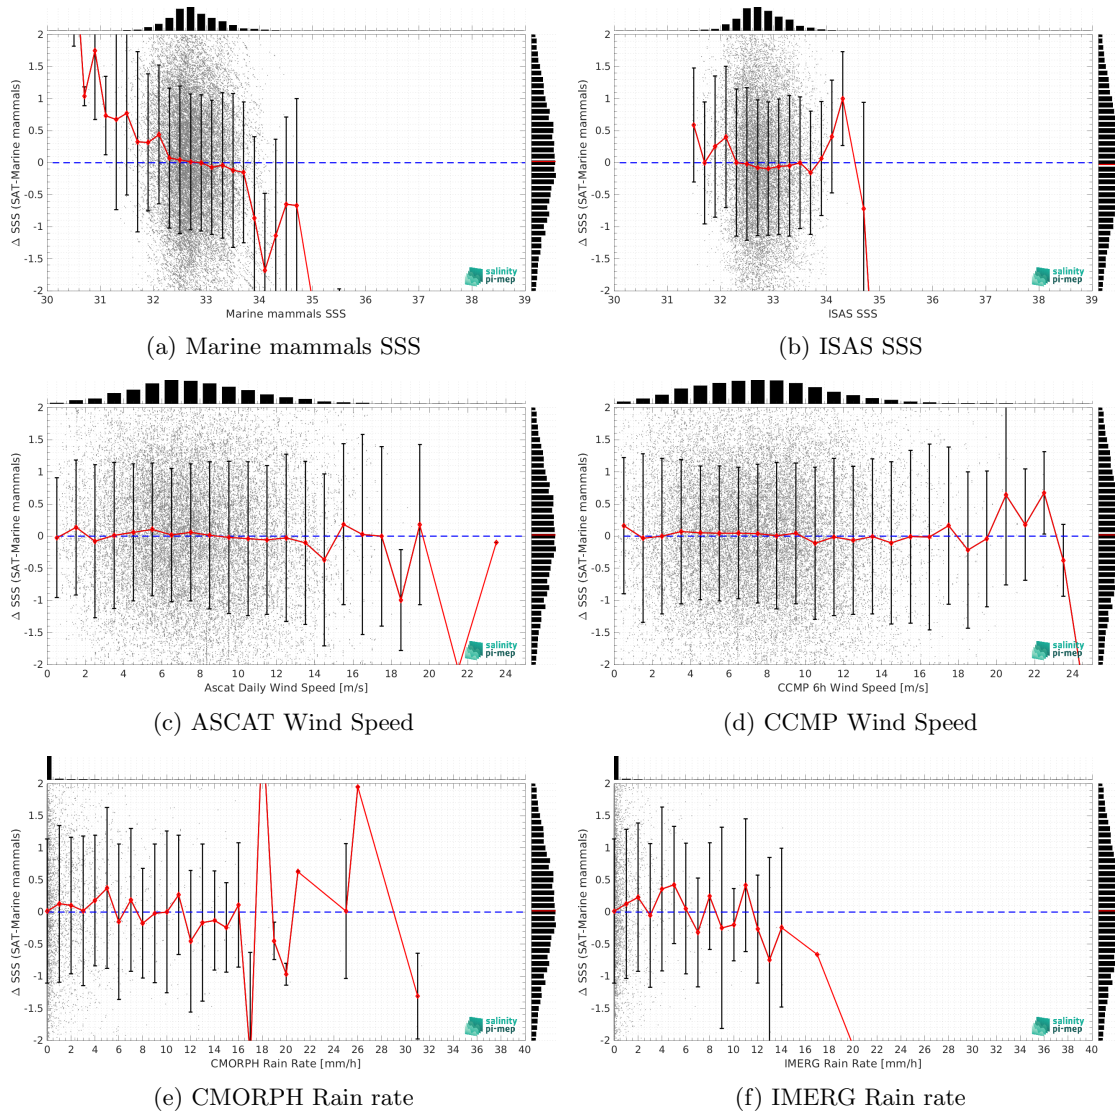 2
1.5
1
0.5
0
-0.5
-1
-1.5
-2
Δ SSS (SAT-Marine mammals)
30 31 32 33 34 35 36 37 38 39
Marine mammals SSS
salinity
pi-mep
(a) Marine mammals SSS
2
1.5
1
0.5
0
-0.5
-1
-1.5
-2
Δ SSS (SAT-Marine mammals)
30 31 32 33 34 35 36 37 38 39
ISAS SSS
salinity
pi-mep
(b) ISAS SSS
2
1.5
1
0.5
0
-0.5
-1
-1.5
-2
Δ SSS (SAT-Marine mammals)
0 2 4 6 8 10 12 14 16 18 20 22 24
Ascat Daily Wind Speed [m/s]
salinity
pi-mep
(c) ASCAT Wind Speed
2
1.5
1
0.5
0
-0.5
-1
-1.5
-2
Δ SSS (SAT-Marine mammals)
0 2 4 6 8 10 12 14 16 18 20 22 24
CCMP 6h Wind Speed [m/s]
salinity
pi-mep
(d) CCMP Wind Speed
2
1.5
1
0.5
0
-0.5
-1
-1.5
-2
Δ SSS (SAT-Marine mammals)
0 2 4 6 8 10 12 14 16 18 20 22 24 26 28 30 32 34 36 38 40
CMORPH Rain Rate [mm/h]
salinity
pi-mep
(e) CMORPH Rain rate
2
1.5
1
0.5
0
-0.5
-1
-1.5
-2
Δ SSS (SAT-Marine mammals)
0 2 4 6 8 10 12 14 16 18 20 22 24 26 28 30 32 34 36 38 40
IMERG Rain Rate [mm/h]
salinity
pi-mep
(f) IMERG Rain rate